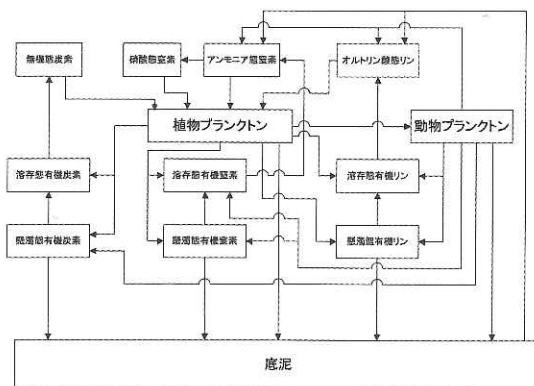 無機態炭素
硝酸態窒素
アンモニア態窒素
オルトリン酸態リン
植物プランクトン
動物プランクトン
溶存態有機炭素
溶存態有機窒素
溶存態有機リン
懸濁態有機炭素
懸濁態有機窒素
懸濁態有機リン
底泥